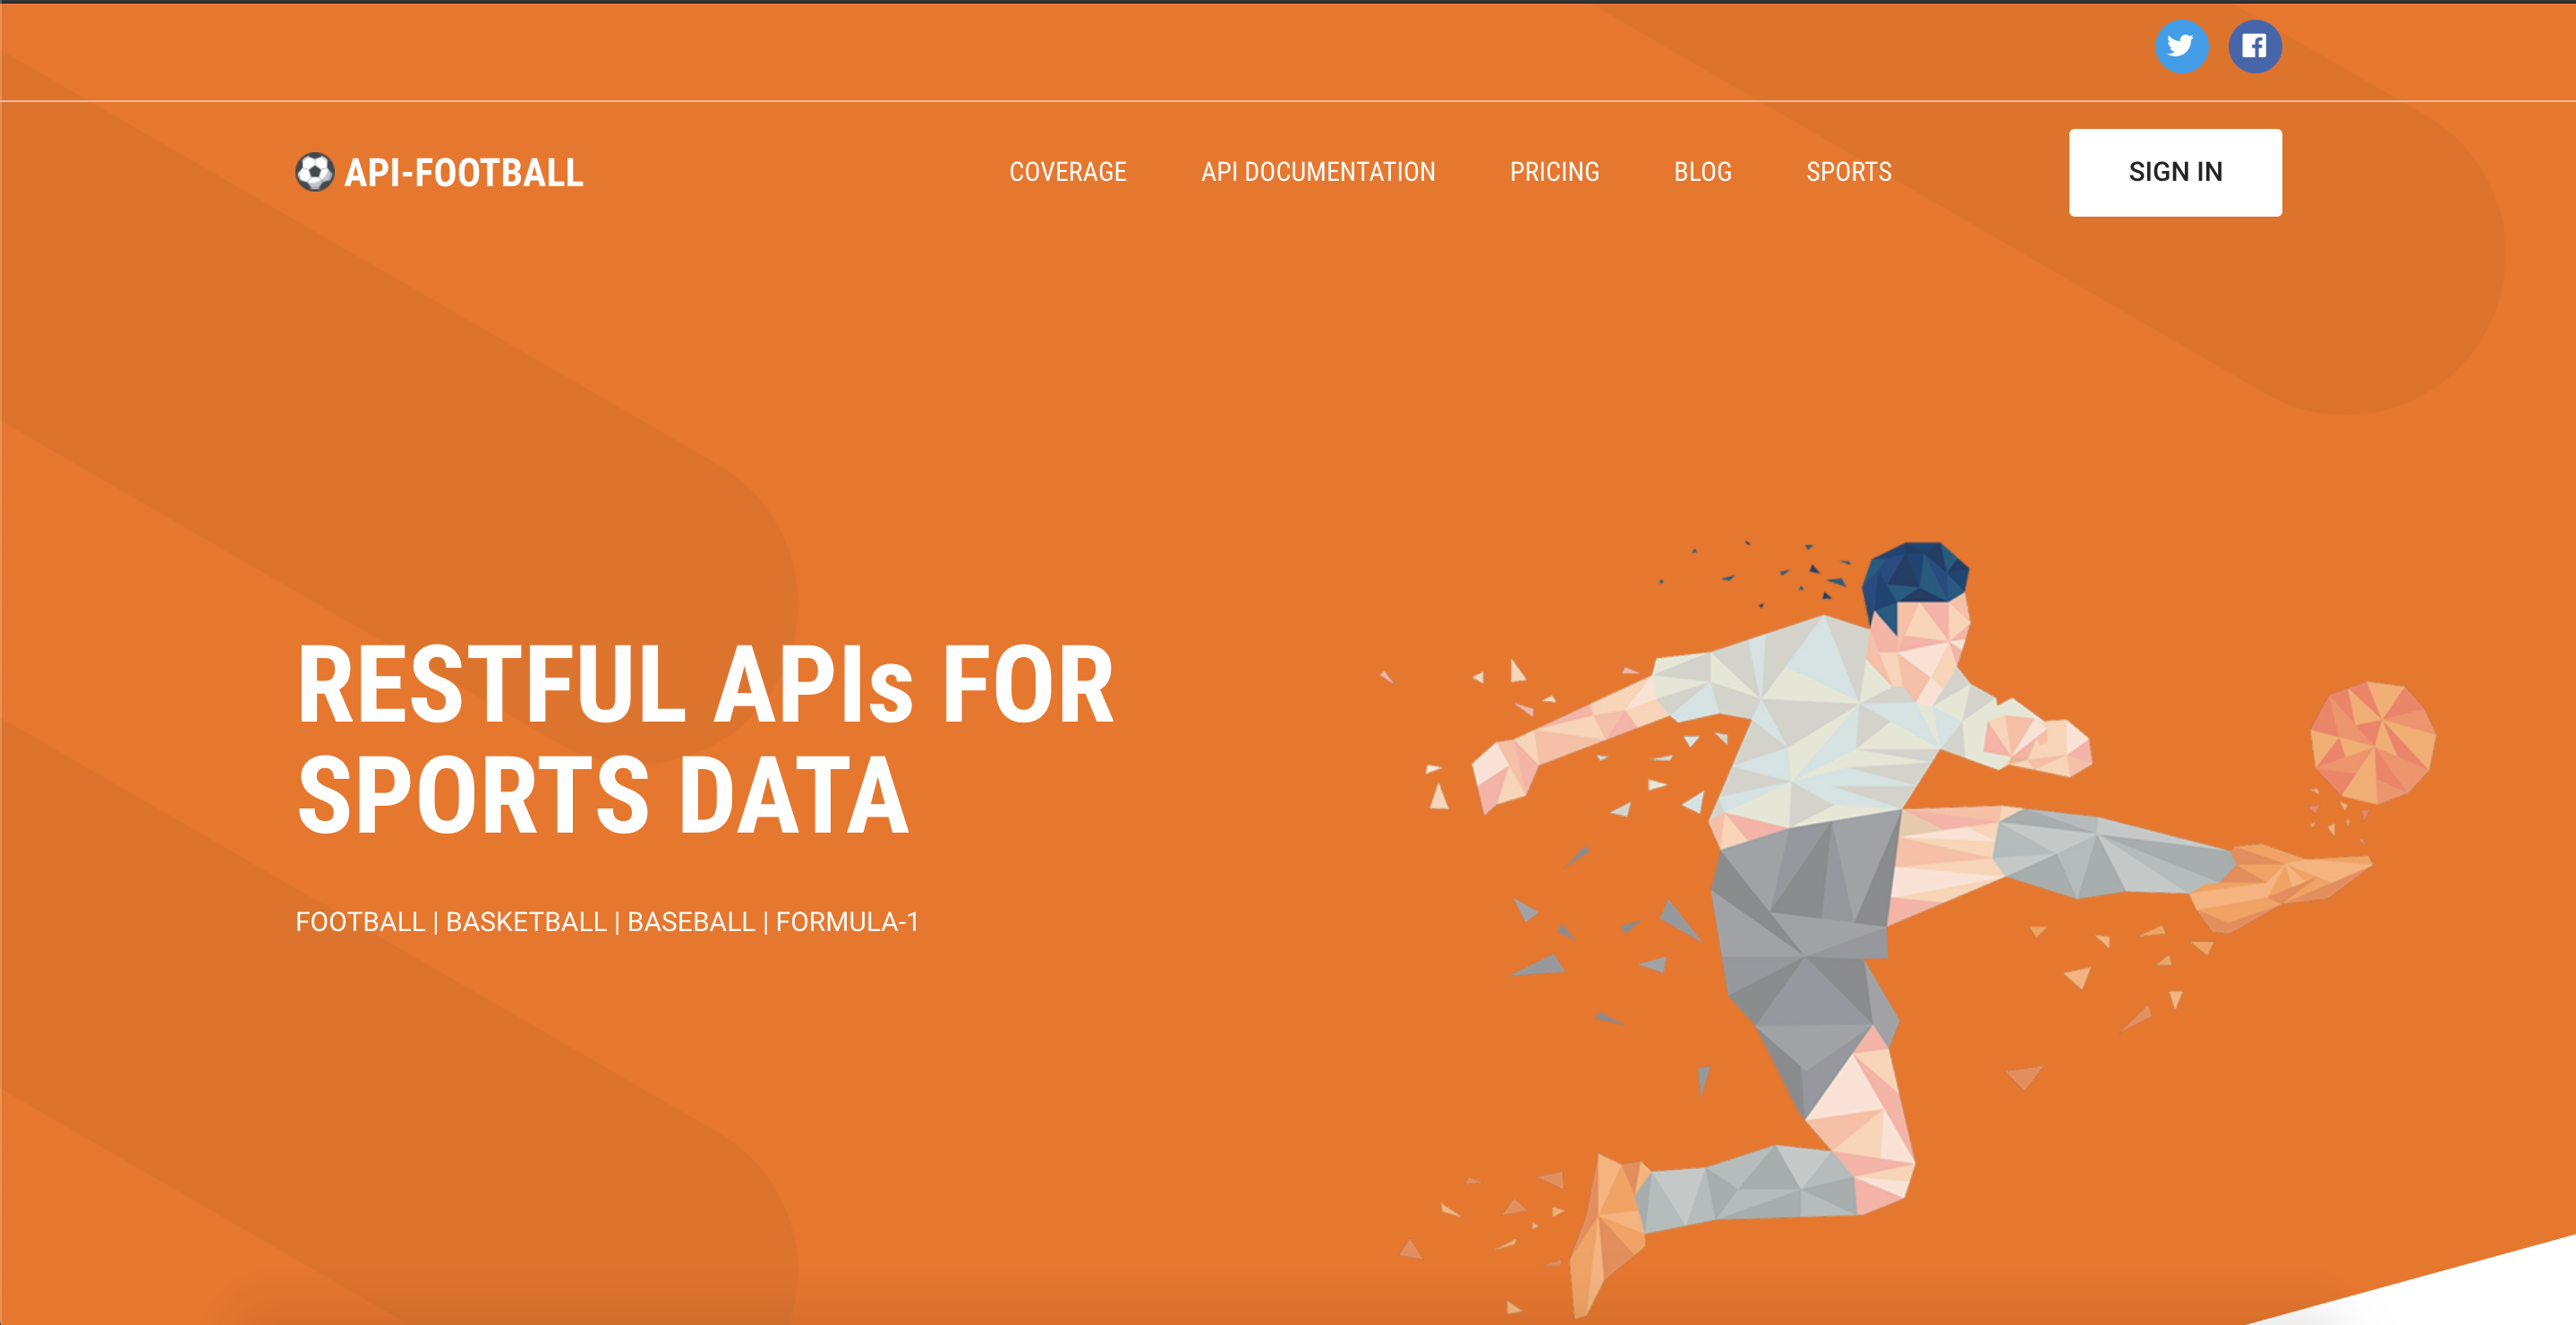 API-FOOTBALL
COVERAGE
API DOCUMENTATION
PRICING
BLOG
SPORTS
SIGN IN
RESTFUL APIs FOR
SPORTS DATA
FOOTBALL | BASKETBALL | BASEBALL | FORMULA-1